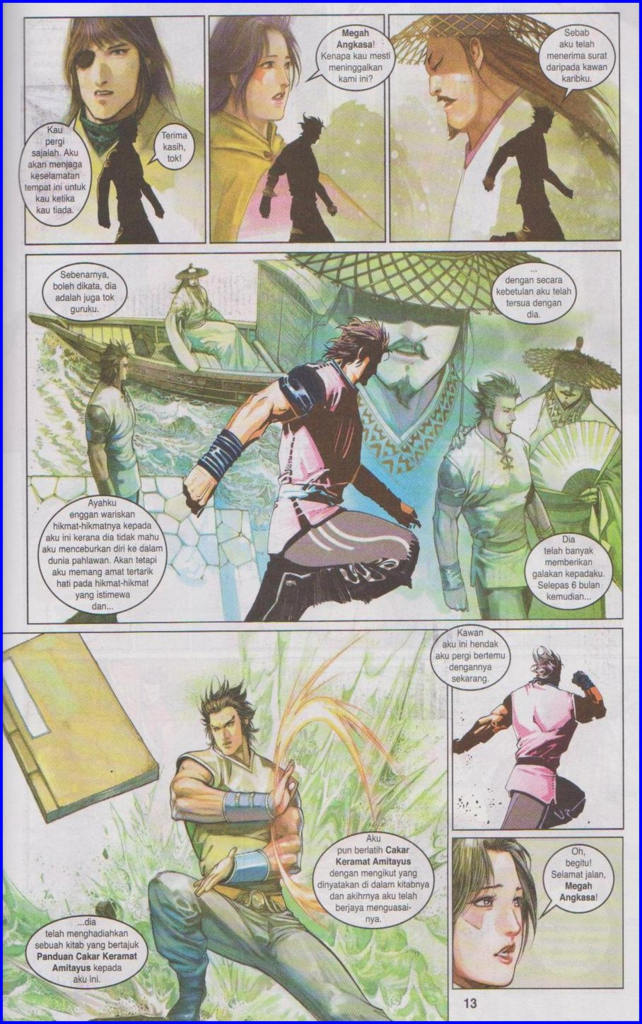 Kau
pergi
sajalah. Aku
akan menjaga
keselamatan
tempat ini untuk
kau ketika
kau tiada.
Terima
kasih,
tok!
Megah
Angkasa!
Kenapa kau mesti
meninggalkan
kami ini?
Sebab
aku telah
menerima surat
daripada kawan
karibku.
Sebenarnya,
boleh dikata, dia
adalah juga tok
guruku.
...
dengan secara
kebetulan aku telah
tersua dengan
dia.
Ayahku
enggan wariskan
hikmat-hikmatnya kepada
aku ini kerana dia tidak mahu
aku menceburkan diri ke dalam
dunia pahlawan. Akan tetapi
aku memang amat tertarik
hati pada hikmat-hikmat
yang istimewa
dan...
Dia
telah banyak
memberikan
galakan kepadaku.
Selepas 6 bulan
kemudian...
...dia
telah menghadiahkan
sebuah kitab yang bertajuk
Panduan Cakar Keramat
Amitayus kepada
aku ini.
Aku
pun berlatih Cakar
Keramat Amitayus
dengan mengikut yang
dinyatakan di dalam kitabnya
dan akhirnya aku telah
berjaya menguasai-
nya.
Kawan
aku ini hendak
aku pergi bertemu
dengannya
sekarang.
Oh,
begitu!
Selamat jalan,
Megah
Angkasa!
13